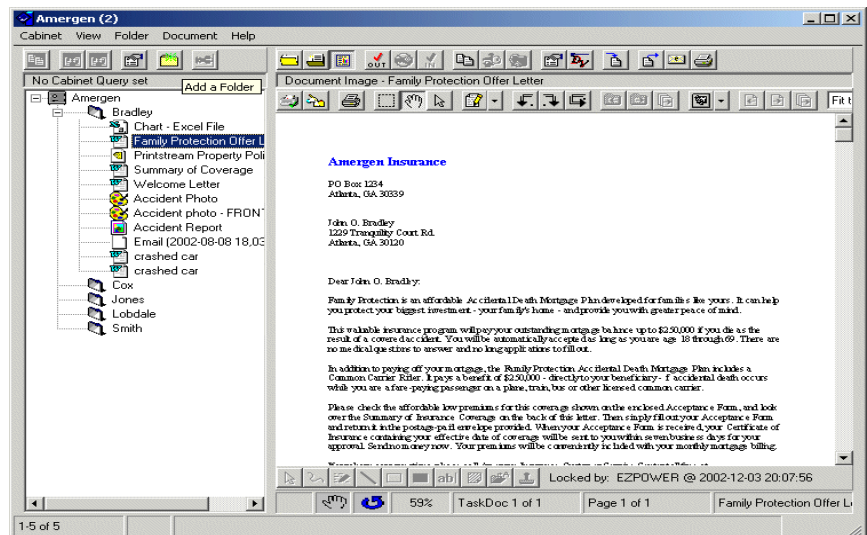 Amergen (2)
Cabinet View Folder Document Help
No Cabinet Query set
Add a Folder
Document Image - Family Protection Offer Letter
Amergen
Bradley
Chart - Excel File
Family Protection Offer L
Printstream Property Poli
Summary of Coverage
Welcome Letter
Accident Photo
Accident photo - FRON
Accident Report
Email (2002-08-08 18,03
crashed car
crashed car
Cox
Jones
Lobdale
Smith
OUT
IN
Fit t
Amergen Insurance
PO Box 1234
Atlanta, GA 30339
John O. Bradley
1229 Tranquility Court Rd.
Atlanta, GA 30120
Dear John O. Bradley:
Family Protection is an affordable Accidental Death Mortgage Plan developed for families like yours. It can help
you protect your biggest investment - your family's home - and provide you with greater peace of mind.
This valuable insurance program will pay your outstanding mortgage balance up to $250,000 if you die as the
result of a covered accident. You will be automatically accepted as long as you are age 18 through 69. There are
no medical questions to answer and no long applications to fill out.
In addition to paying off your mortgage, the Family Protection Accidental Death Mortgage Plan includes a
Common Carrier Rider. It pays a benefit of $250,000 - directly to your beneficiary - if accidental death occurs
while you are a fare-paying passenger on a plane, train, bus or other licensed common carrier.
Please check the affordable low premiums for this coverage shown on the enclosed Acceptance Form, and look
over the Summary of Insurance Coverage on the back of this letter. Then simply fill out your Acceptance Form
and return it in the postage-paid envelope provided. When your Acceptance Form is received, your Certificate of
Insurance containing your effective date of coverage will be sent to you within seven business days for your
approval. Send no money now. Your premiums will be conveniently included with your monthly mortgage billing.
ab
Locked by: EZPOWER @ 2002-12-03 20:07:56
59% TaskDoc 1 of 1 Page 1 of 1 Family Protection Offer L
1-5 of 5